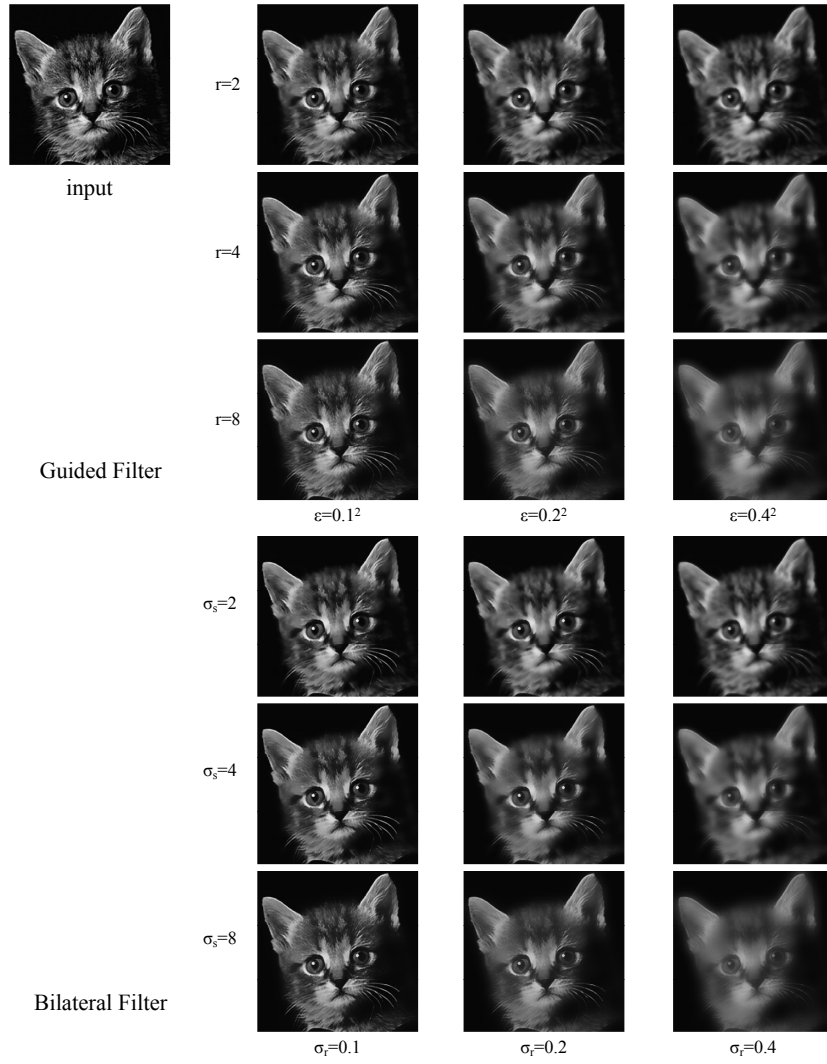 input
r=2
r=4
r=8
Guided Filter
ε=0.1² ε=0.2² ε=0.4²
σₛ=2
σₛ=4
σₛ=8
Bilateral Filter
σᵣ=0.1 σᵣ=0.2 σᵣ=0.4